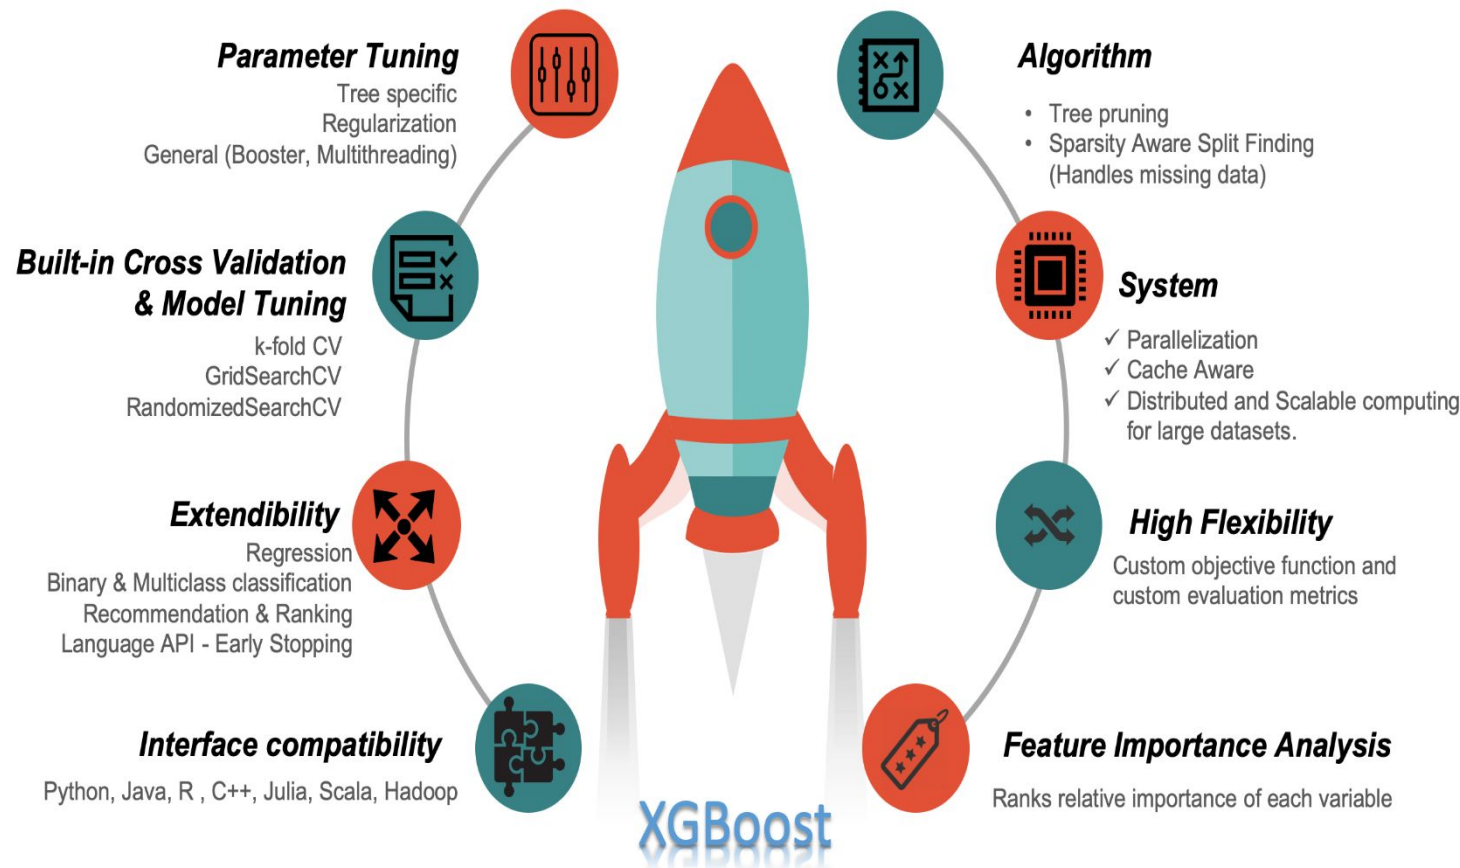 Parameter Tuning
Tree specific
Regularization
General (Booster, Multithreading)
Built-in Cross Validation
& Model Tuning
k-fold CV
GridSearchCV
RandomizedSearchCV
Extendibility
Regression
Binary & Multiclass classification
Recommendation & Ranking
Language API - Early Stopping
Interface compatibility
Python, Java, R , C++, Julia, Scala, Hadoop
Algorithm
• Tree pruning
• Sparsity Aware Split Finding
(Handles missing data)
System
✓ Parallelization
✓ Cache Aware
✓ Distributed and Scalable computing
for large datasets.
High Flexibility
Custom objective function and
custom evaluation metrics
Feature Importance Analysis
Ranks relative importance of each variable
XGBoost